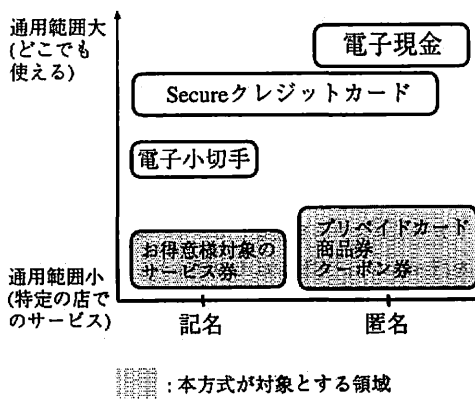 通用範囲大
(どこでも
使える)
電子現金
Secureクレジットカード
電子小切手
お得意様対象の
サービス券
プリペイドカード
商品券
クーポン券
通用範囲小
(特定の店で
のサービス)
記名
匿名
:本方式が対象とする領域